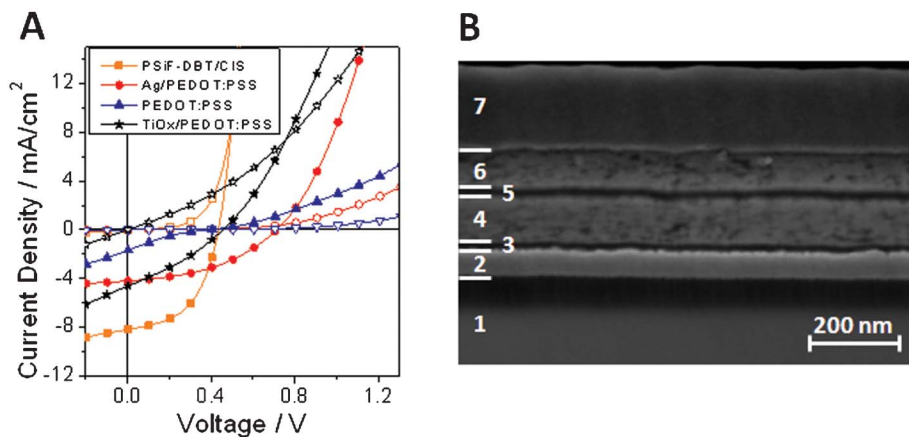 A
PSiF-DBT/CIS
Ag/PEDOT:PSS
PEDOT:PSS
TiOx/PEDOT:PSS
Current Density / mA/cm²
12
8
4
0
-4
-8
-12
0.0 0.4 0.8 1.2
Voltage / V
B
7
6
5
4
3
2
1
200 nm